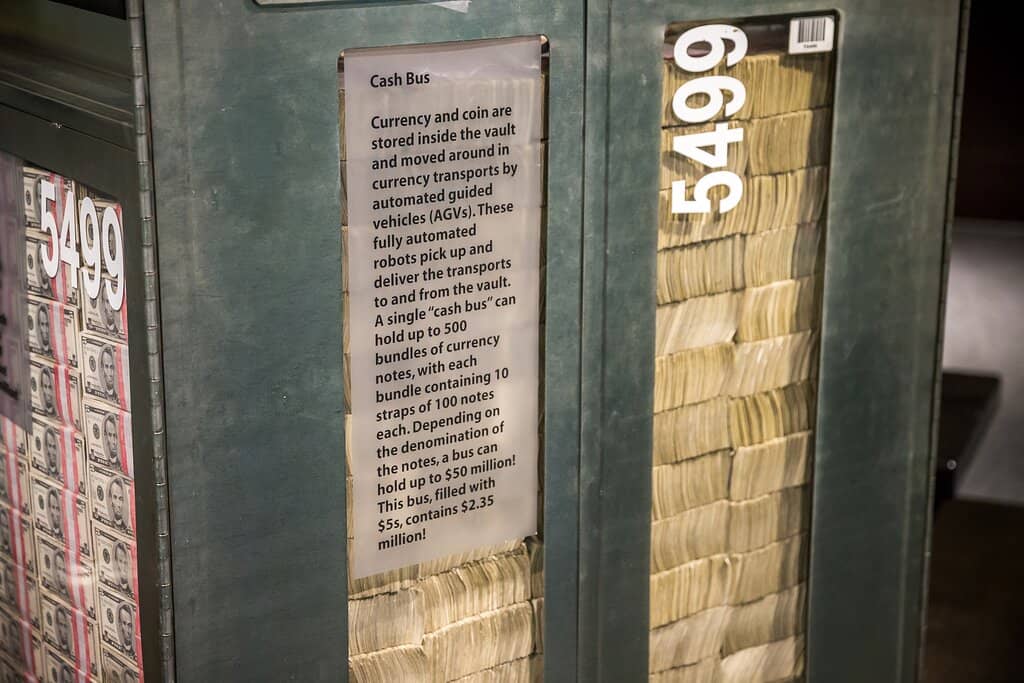 Cash Bus
Currency and coin are
stored inside the vault
and moved around in
currency transports by
automated guided
vehicles (AGVs). These
fully automated
robots pick up and
deliver the transports
to and from the vault.
A single "cash bus" can
hold up to 500
bundles of currency
notes, with each
bundle containing 10
straps of 100 notes
each. Depending on
the denomination of
the notes, a bus can
hold up to $50 million!
This bus, filled with
$5s, contains $2.35
million!
5499
5499